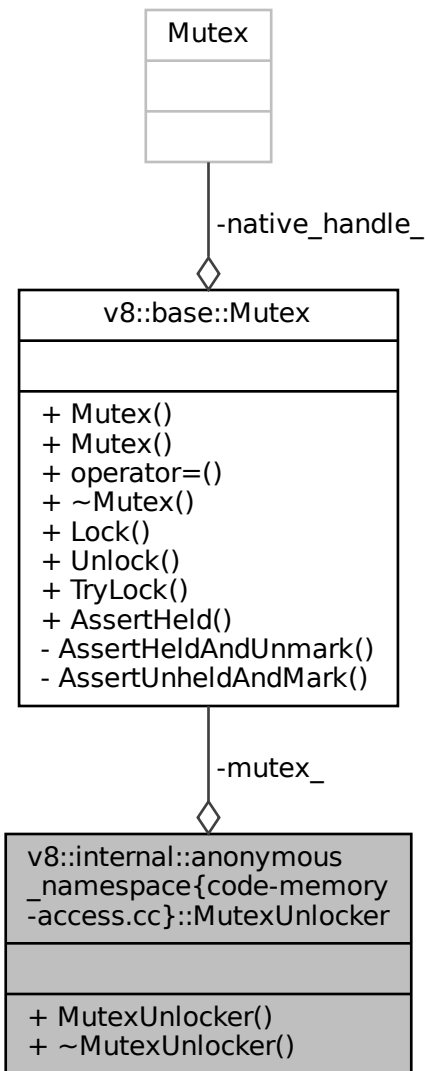 Mutex
-native_handle_
v8::base::Mutex
+ Mutex()
+ Mutex()
+ operator=()
+ ~Mutex()
+ Lock()
+ Unlock()
+ TryLock()
+ AssertHeld()
- AssertHeldAndUnmark()
- AssertUnheldAndMark()
-mutex_
v8::internal::anonymous
_namespace{code-memory
-access.cc}::MutexUnlocker
+ MutexUnlocker()
+ ~MutexUnlocker()